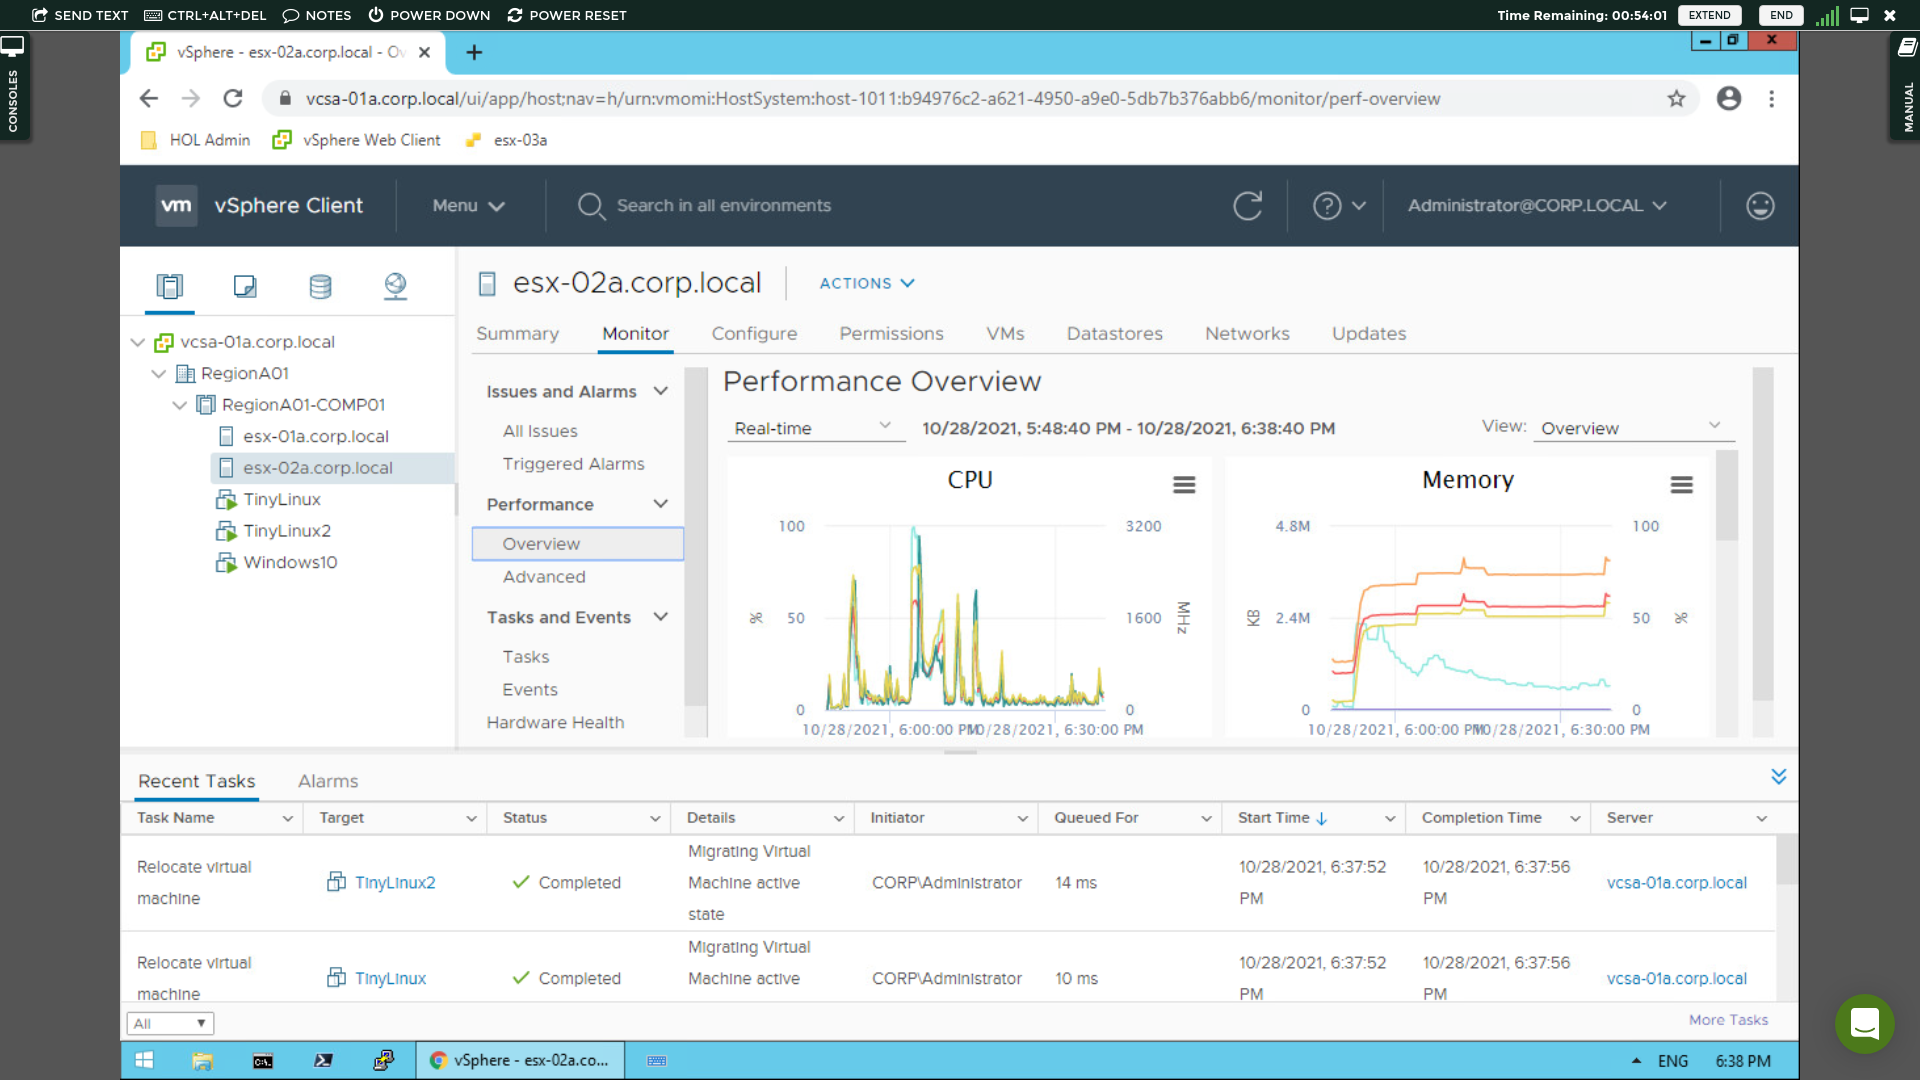 SEND TEXT CTRL+ALT+DEL NOTES POWER DOWN POWER RESET Time Remaining: 00:54:01 EXTEND END
CONSOLES
MANUAL
vSphere - esx-02a.corp.local - Ov
vcsa-01a.corp.local/ui/app/host;nav=h/urn:vmomi:HostSystem:host-1011:b94976c2-a621-4950-a9e0-5db7b376abb6/monitor/perf-overview
HOL Admin vSphere Web Client esx-03a
vm vSphere Client Menu Search in all environments Administrator@CORP.LOCAL
vcsa-01a.corp.local
RegionA01
RegionA01-COMP01
esx-01a.corp.local
esx-02a.corp.local
TinyLinux
TinyLinux2
Windows10
esx-02a.corp.local ACTIONS
Summary Monitor Configure Permissions VMs Datastores Networks Updates
Issues and Alarms
All Issues
Triggered Alarms
Performance
Overview
Advanced
Tasks and Events
Tasks
Events
Hardware Health
Performance Overview
Real-time 10/28/2021, 5:48:40 PM - 10/28/2021, 6:38:40 PM View: Overview
CPU
100 3200
% 50 1600 MHz
0 0
10/28/2021, 6:00:00 PM 10/28/2021, 6:30:00 PM
Memory
4.8M 100
KB 2.4M 50 %
0 0
10/28/2021, 6:00:00 PM 10/28/2021, 6:30:00 PM
Recent Tasks Alarms
Task Name Target Status Details Initiator Queued For Start Time Completion Time Server
Relocate virtual machine TinyLinux2 Completed Migrating Virtual Machine active state CORP\Administrator 14 ms 10/28/2021, 6:37:52 PM 10/28/2021, 6:37:56 PM vcsa-01a.corp.local
Relocate virtual machine TinyLinux Completed Migrating Virtual Machine active CORP\Administrator 10 ms 10/28/2021, 6:37:52 PM 10/28/2021, 6:37:56 PM vcsa-01a.corp.local
All More Tasks
C:\. vSphere - esx-02a.co... ENG 6:38 PM